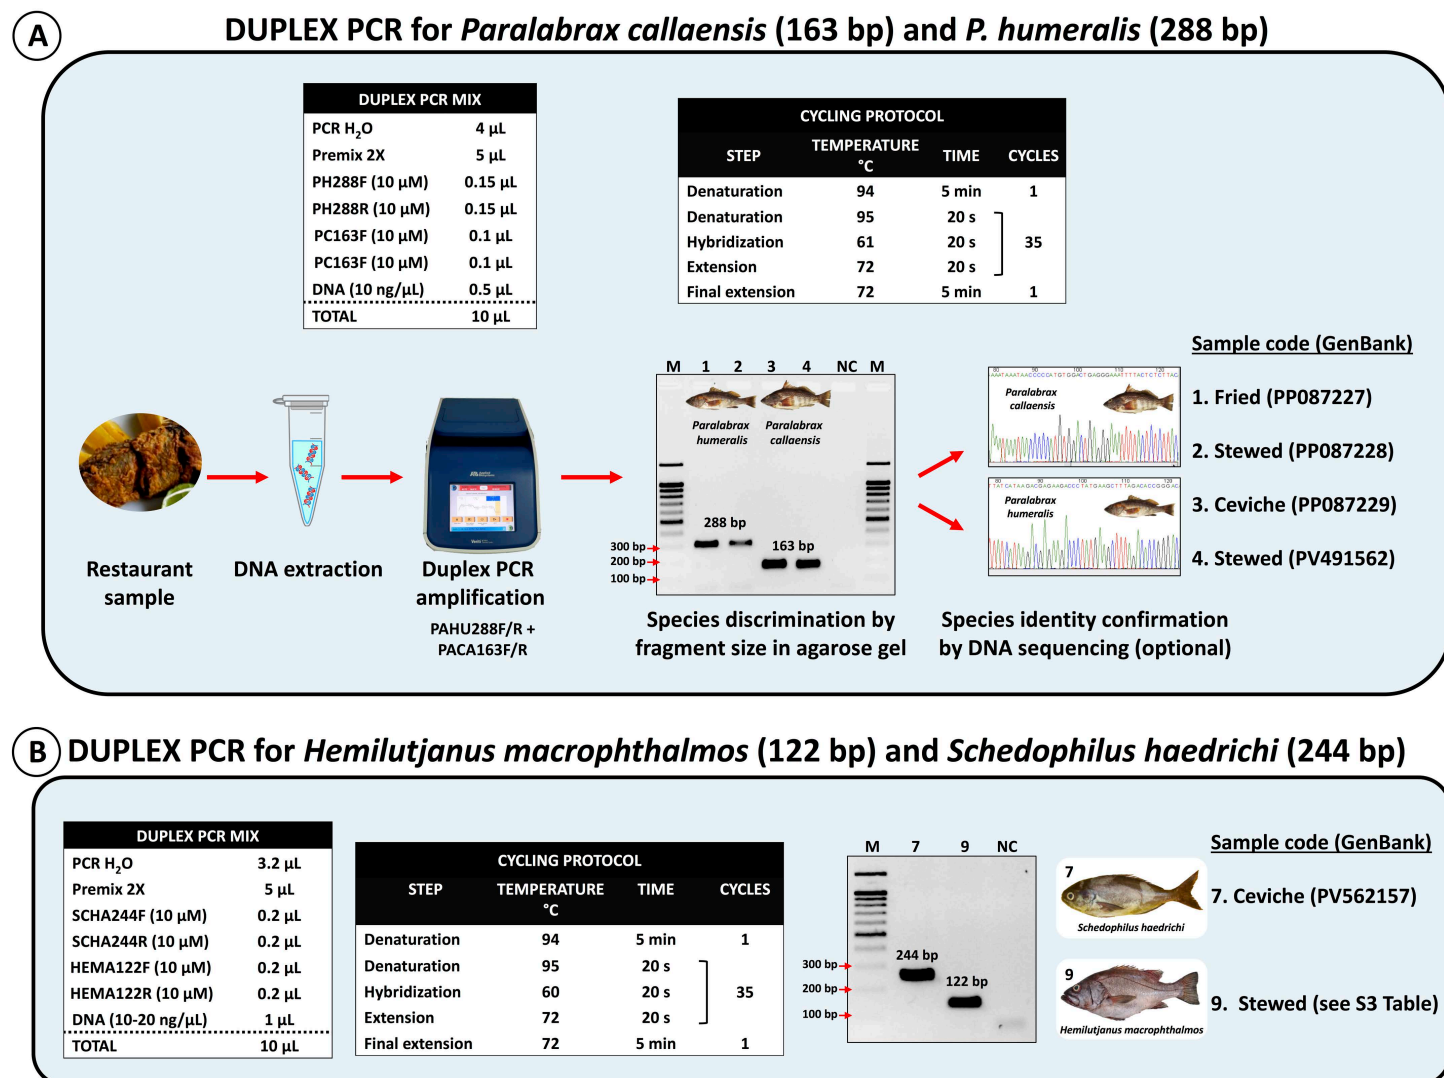 A
DUPLEX PCR for Paralabrax callaensis (163 bp) and P. humeralis (288 bp)
DUPLEX PCR MIX
PCR H2O 4 µL
Premix 2X 5 µL
PH288F (10 µM) 0.15 µL
PH288R (10 µM) 0.15 µL
PC163F (10 µM) 0.1 µL
PC163F (10 µM) 0.1 µL
DNA (10 ng/µL) 0.5 µL
TOTAL 10 µL
CYCLING PROTOCOL
STEP TEMPERATURE °C TIME CYCLES
Denaturation 94 5 min 1
Denaturation 95 20 s
Hybridization 61 20 s 35
Extension 72 20 s
Final extension 72 5 min 1
Restaurant
sample
DNA extraction
Duplex PCR
amplification
PAHU288F/R +
PACA163F/R
M 1 2 3 4 NC M
Paralabrax
humeralis
Paralabrax
callaensis
288 bp
163 bp
300 bp
200 bp
100 bp
Species discrimination by
fragment size in agarose gel
80 90 100 110 120
Paralabrax
callaensis
80 90 100 110 120
Paralabrax
humeralis
Species identity confirmation
by DNA sequencing (optional)
Sample code (GenBank)
1. Fried (PP087227)
2. Stewed (PP087228)
3. Ceviche (PP087229)
4. Stewed (PV491562)
B
DUPLEX PCR for Hemilutjanus macrophthalmos (122 bp) and Schedophilus haedrichi (244 bp)
DUPLEX PCR MIX
PCR H2O 3.2 µL
Premix 2X 5 µL
SCHA244F (10 µM) 0.2 µL
SCHA244R (10 µM) 0.2 µL
HEMA122F (10 µM) 0.2 µL
HEMA122R (10 µM) 0.2 µL
DNA (10-20 ng/µL) 1 µL
TOTAL 10 µL
CYCLING PROTOCOL
STEP TEMPERATURE °C TIME CYCLES
Denaturation 94 5 min 1
Denaturation 95 20 s
Hybridization 60 20 s 35
Extension 72 20 s
Final extension 72 5 min 1
M 7 9 NC
244 bp
122 bp
300 bp
200 bp
100 bp
7
Schedophilus haedrichi
9
Hemilutjanus macrophthalmos
Sample code (GenBank)
7. Ceviche (PV562157)
9. Stewed (see S3 Table)